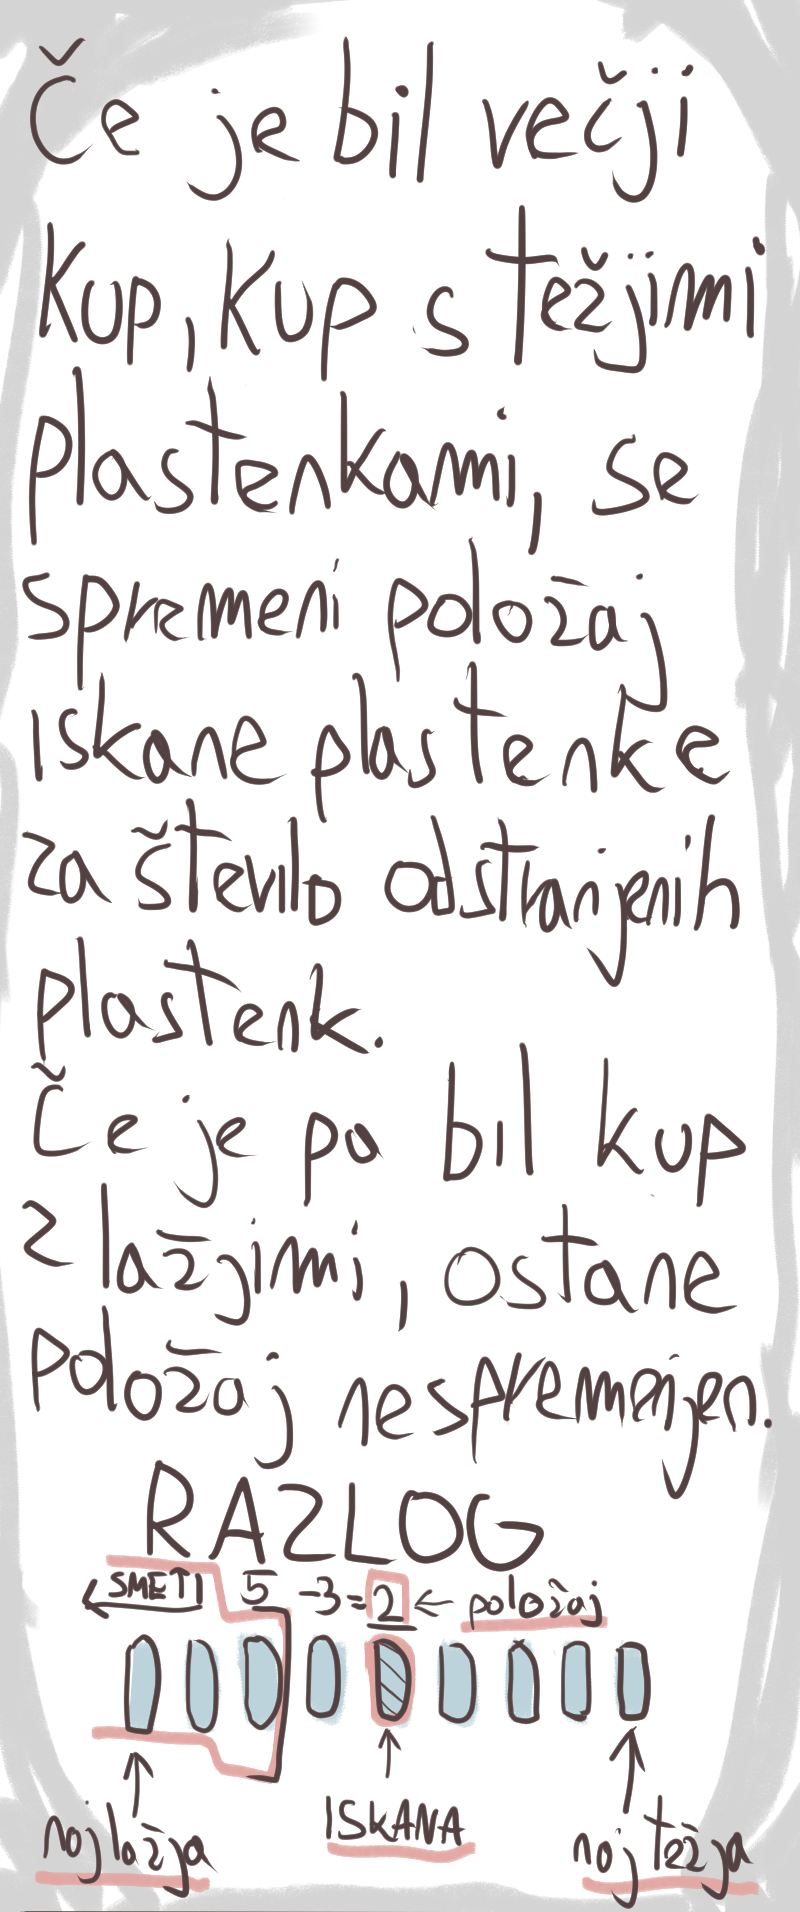 Če je bil večji
kup, kup s težjimi
plastenkami, se
spremeni položaj
iskane plastenke
za število odstranjenih
plastenk.
Če je pa bil kup
z lažjimi, ostane
položaj nespremenjen.
RAZLOG
SMETI 5 -3=2 ← položaj
ISKANA
najlažja
najtežja